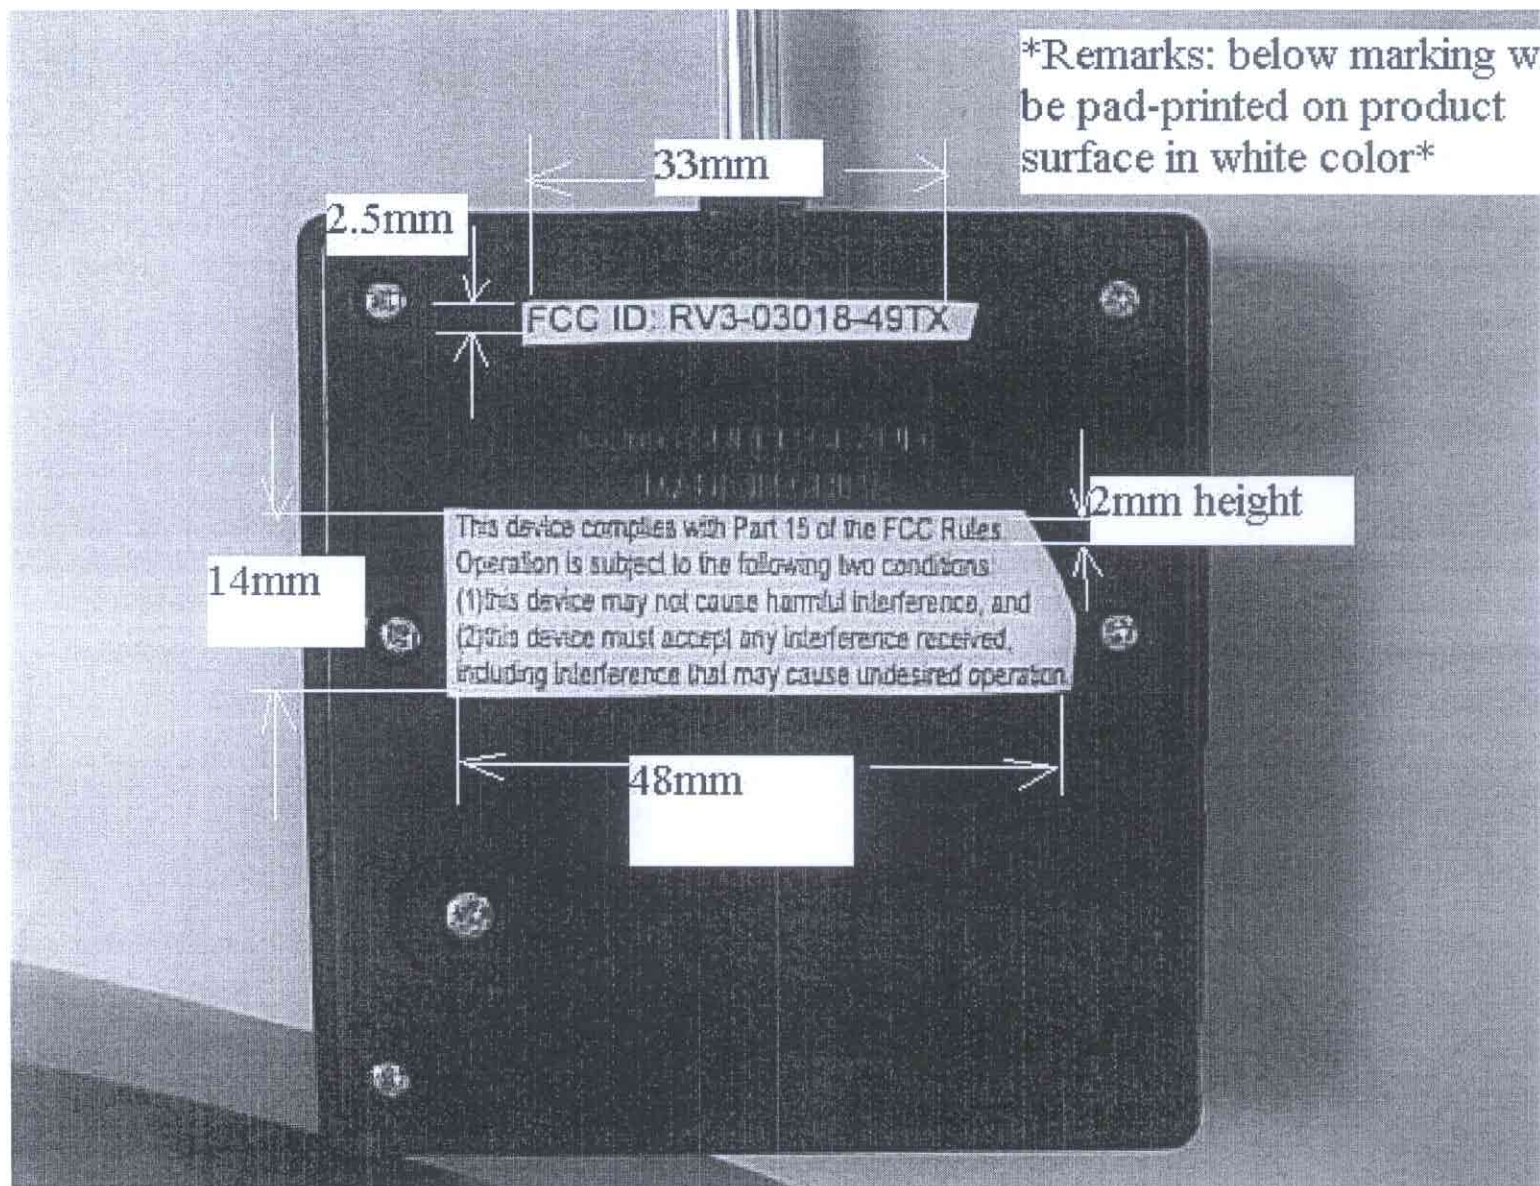 *Remarks: below marking w
be pad-printed on product
surface in white color*
33mm
2.5mm
FCC ID: RV3-03018-49TX
2mm height
This device complies with Part 15 of the FCC Rules.
Operation is subject to the following two conditions:
(1)this device may not cause harmful interference, and
(2)this device must accept any interference received,
including interference that may cause undesired operation.
14mm
48mm